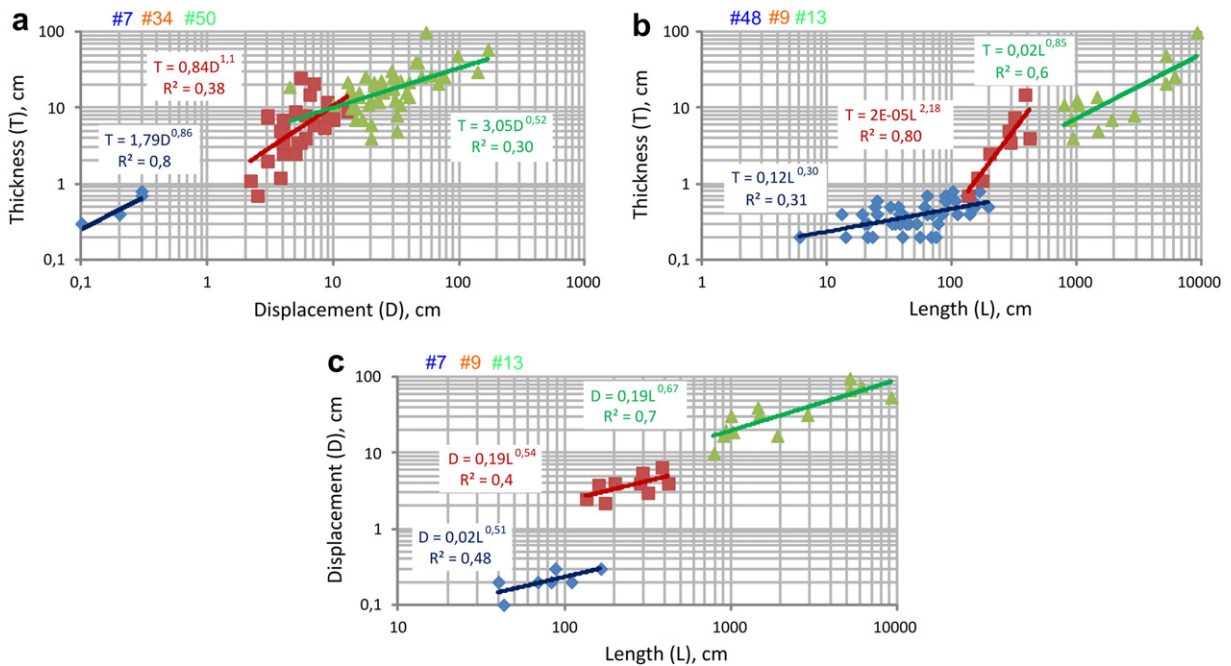 a
#7 #34 #50
100
10
1
0,1
Thickness (T), cm
T = 0,84D^1,1
R² = 0,38
T = 1,79D^0,86
R² = 0,8
T = 3,05D^0,52
R² = 0,30
0,1 1 10 100 1000
Displacement (D), cm
b
#48 #9 #13
100
10
1
0,1
Thickness (T), cm
T = 0,02L^0,85
R² = 0,6
T = 2E-05L^2,18
R² = 0,80
T = 0,12L^0,30
R² = 0,31
1 10 100 1000 10000
Length (L), cm
c
#7 #9 #13
100
10
1
0,1
Displacement (D), cm
D = 0,19L^0,67
R² = 0,7
D = 0,19L^0,54
R² = 0,4
D = 0,02L^0,51
R² = 0,48
10 100 1000 10000
Length (L), cm